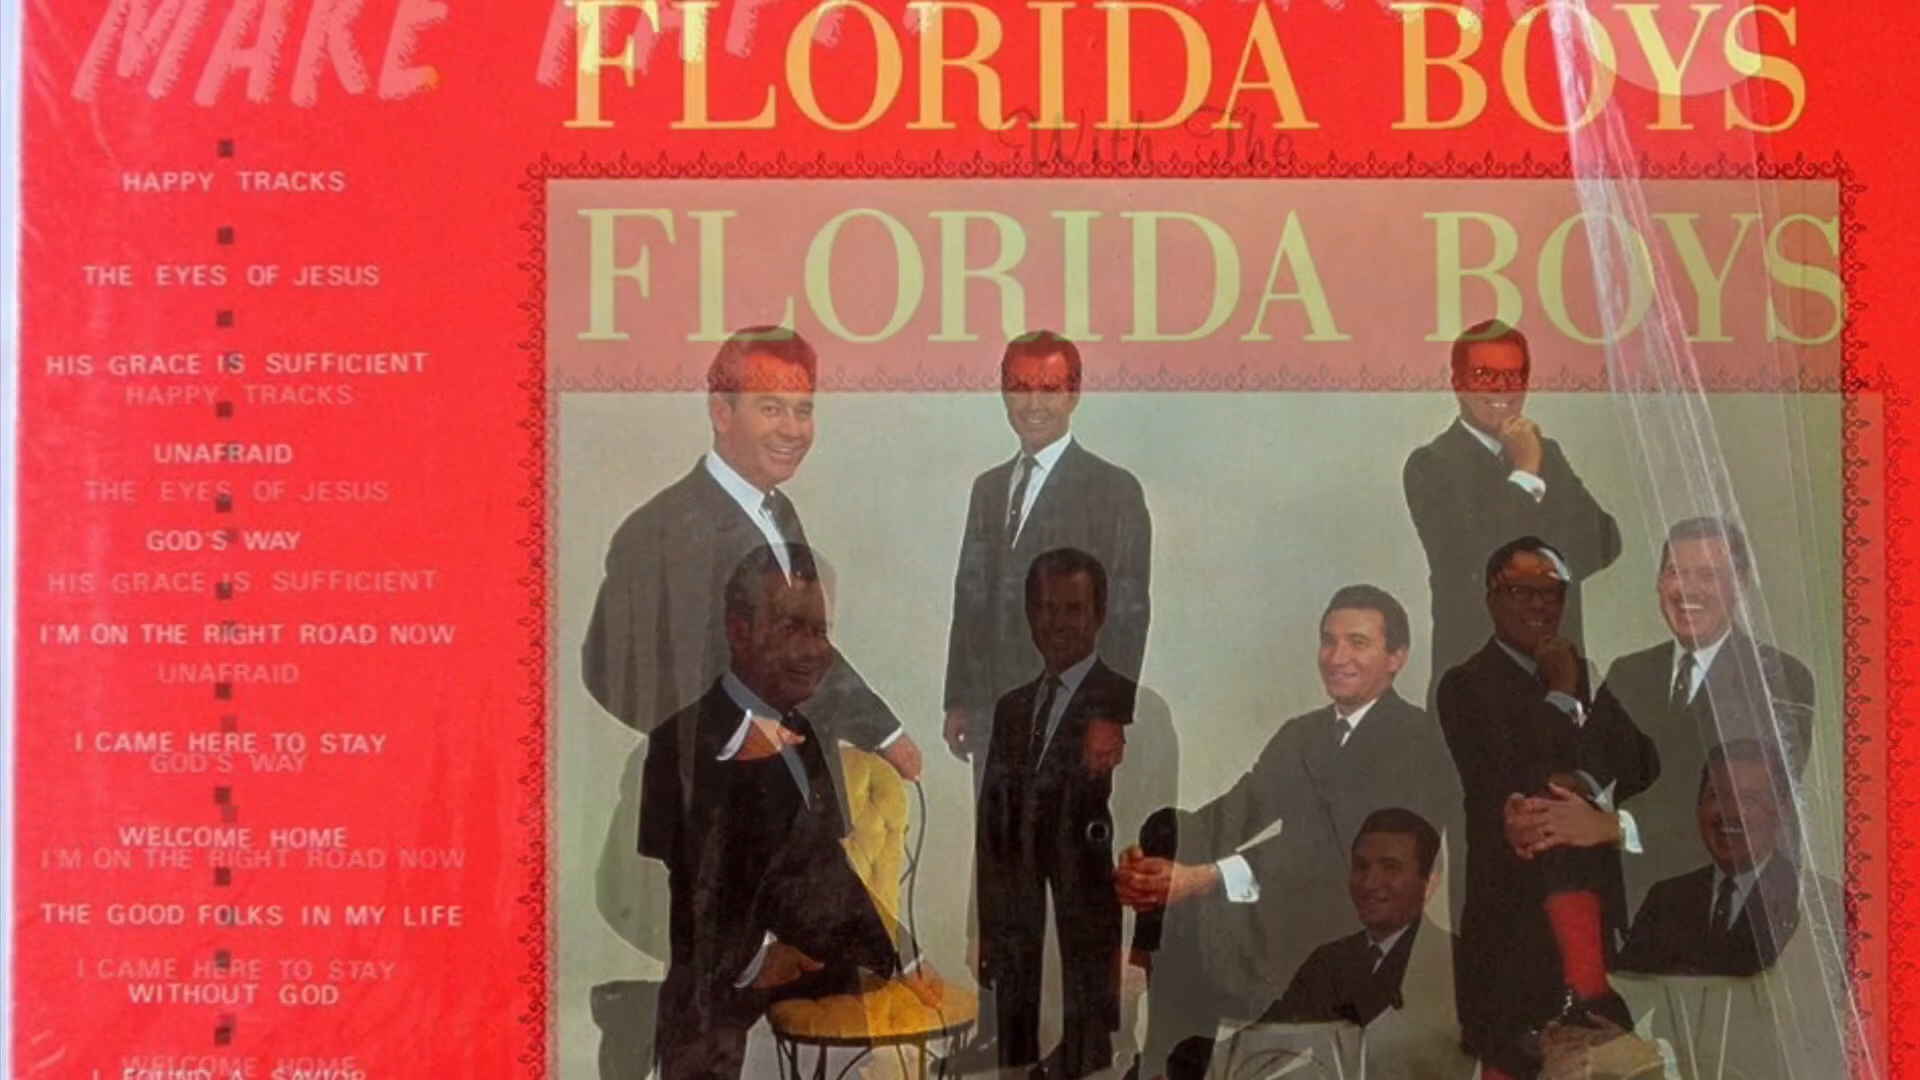 MAKE
FLORIDA BOYS
With The
FLORIDA BOYS
HAPPY TRACKS
THE EYES OF JESUS
HIS GRACE IS SUFFICIENT
HAPPY TRACKS
UNAFRAID
THE EYES OF JESUS
GOD'S WAY
HIS GRACE IS SUFFICIENT
I'M ON THE RIGHT ROAD NOW
UNAFRAID
I CAME HERE TO STAY
GOD'S WAY
WELCOME HOME
I'M ON THE RIGHT ROAD NOW
THE GOOD FOLKS IN MY LIFE
I CAME HERE TO STAY
WITHOUT GOD
WELCOME HOME
I FOUND A SAVIOR